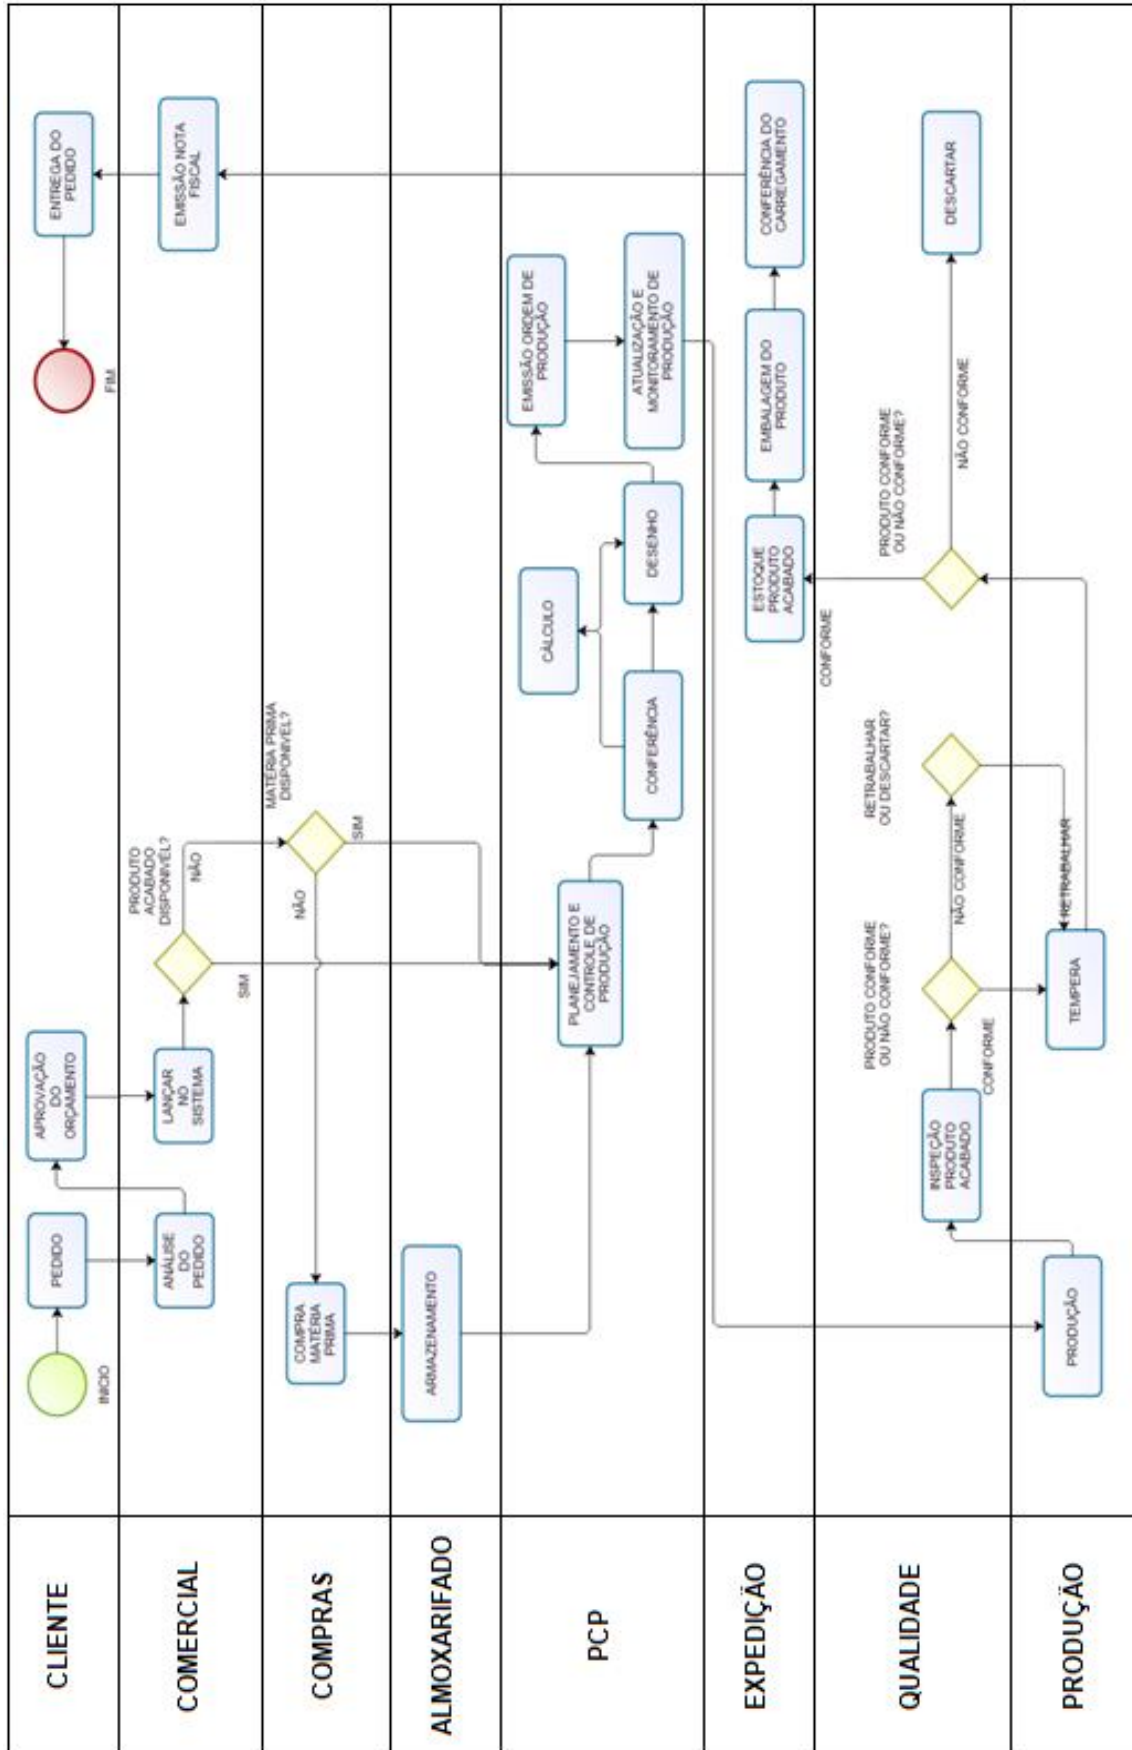 CLIENTE
INICIO
PEDIDO
APROVAÇÃO
DO
ORÇAMENTO
ENTREGA DO
PEDIDO
FIM
COMERCIAL
ANÁLISE
DO
PEDIDO
LANÇAR
NO
SISTEMA
PRODUTO
ACABADO
DISPONIVÉL?
SIM
NÃO
EMISSÃO NOTA
FISCAL
COMPRAS
COMPRA
MATÉRIA
PRIMA
NÃO
MATÉRIA PRIMA
DISPONIVEL?
SIM
ALMOXARIFADO
ARMAZENAMENTO
PCP
PLANEJAMENTO E
CONTROLE DE
PRODUÇÃO
CONFERÊNCIA
CÁLCULO
DESENHO
EMISSÃO ORDEM DE
PRODUÇÃO
ATUALIZAÇÃO E
MONITORAMENTO DE
PRODUÇÃO
EXPEDIÇÃO
ESTOQUE
PRODUTO
ACABADO
EMBALAGEM DO
PRODUTO
CONFERÊNCIA DO
CARREGAMENTO
QUALIDADE
INSPEÇÃO
PRODUTO
ACABADO
PRODUTO CONFORME
OU NÃO CONFORME?
CONFORME
NÃO CONFORME
RETRABALHAR
OU DESCARTAR?
CONFORME
PRODUTO CONFORME
OU NÃO CONFORME?
NÃO CONFORME
DESCARTAR
PRODUÇÃO
PRODUÇÃO
TEMPERA
RETRABALHAR